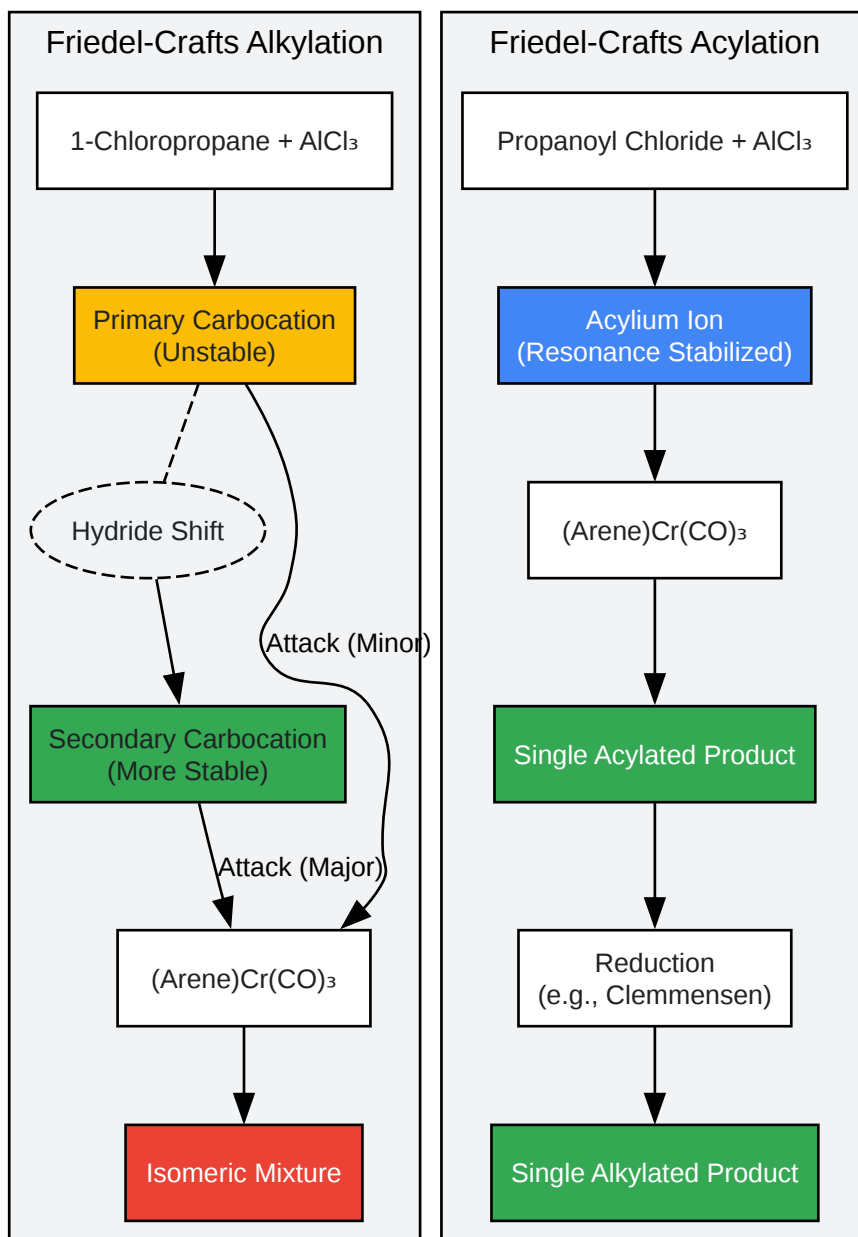 Friedel-Crafts Alkylation
1-Chloropropane + AlCl₃
Primary Carbocation
(Unstable)
Hydride Shift
Attack (Minor)
Secondary Carbocation
(More Stable)
Attack (Major)
(Arene)Cr(CO)₃
Isomeric Mixture
Friedel-Crafts Acylation
Propanoyl Chloride + AlCl₃
Acylium Ion
(Resonance Stabilized)
(Arene)Cr(CO)₃
Single Acylated Product
Reduction
(e.g., Clemmensen)
Single Alkylated Product